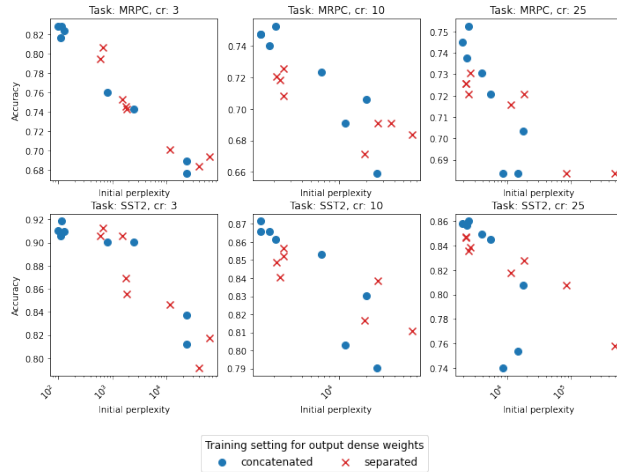 Task: MRPC, cr: 3
Task: MRPC, cr: 10
Task: MRPC, cr: 25
Accuracy
0.82
0.80
0.78
0.76
0.74
0.72
0.70
0.68
0.74
0.72
0.70
0.68
0.66
0.75
0.74
0.73
0.72
0.71
0.70
0.69
Initial perplexity
Initial perplexity
Initial perplexity
Task: SST2, cr: 3
Task: SST2, cr: 10
Task: SST2, cr: 25
Accuracy
0.92
0.90
0.88
0.86
0.84
0.82
0.80
0.87
0.86
0.85
0.84
0.83
0.82
0.81
0.80
0.79
0.86
0.84
0.82
0.80
0.78
0.76
0.74
10²
10³
10⁴
10⁴
10⁴
10⁵
Initial perplexity
Initial perplexity
Initial perplexity
Training setting for output dense weights
concatenated
separated